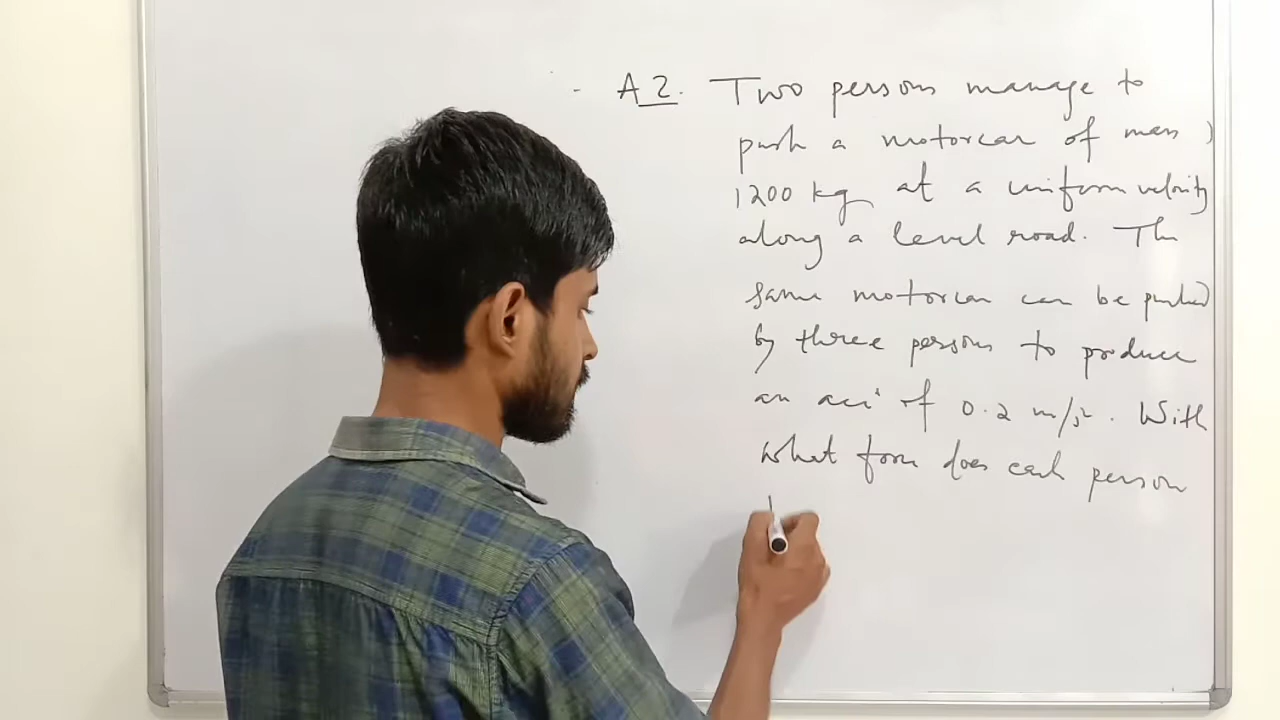 A2. Two persons manage to
push a motorcar of mass
1200 kg at a uniform velocity
along a level road. The
same motorcar can be pushed
by three persons to produce
an accⁿ of 0.2 m/s². With
what force does each person